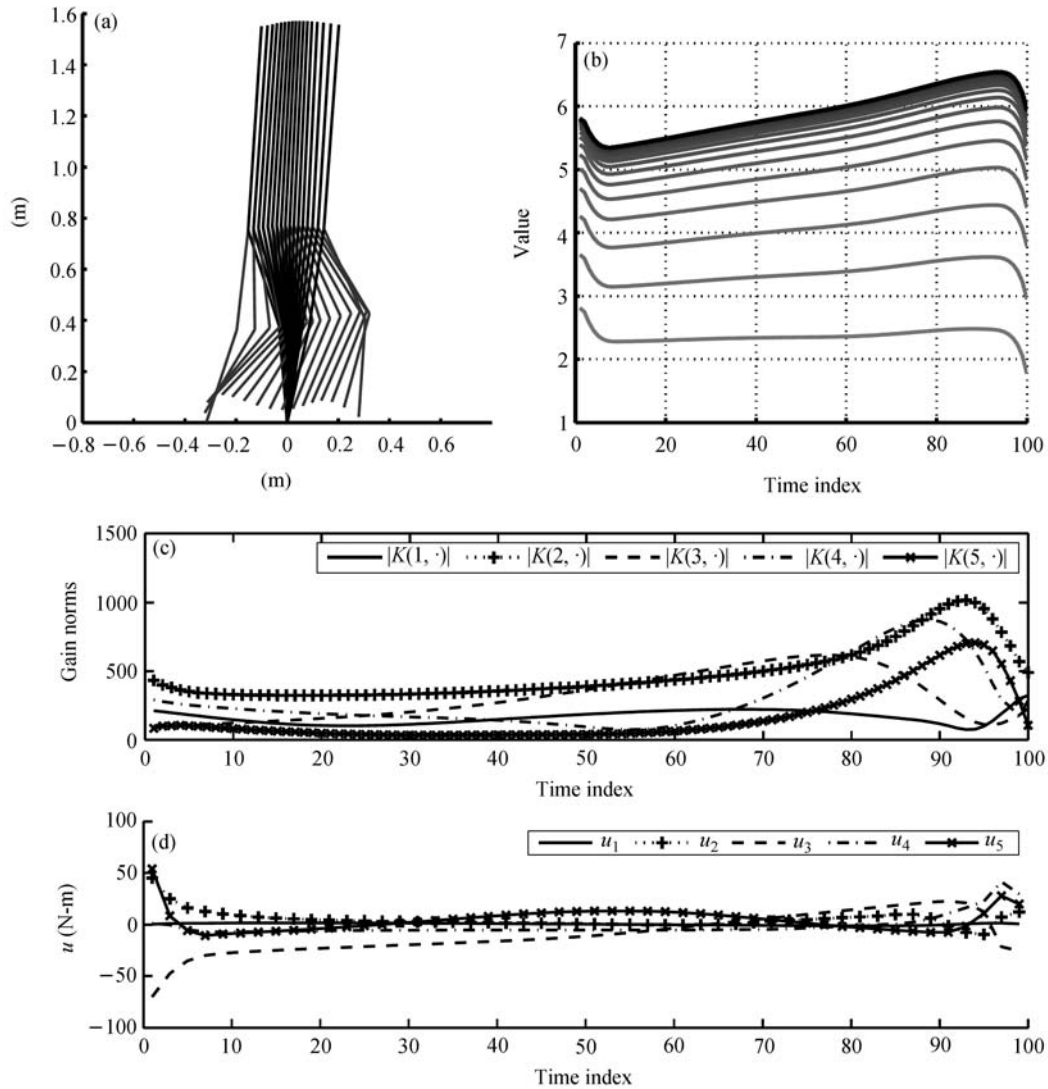 (a)
1.6
1.4
1.2
1.0
0.8
0.6
0.4
0.2
0
(m)
−0.8 −0.6 −0.4 −0.2 0 0.2 0.4 0.6
(m)
(b)
7
6
5
4
3
2
1
Value
0 20 40 60 80 100
Time index
(c)
1500
1000
500
0
Gain norms
|K(1, ·)| |K(2, ·)| |K(3, ·)| |K(4, ·)| |K(5, ·)|
0 10 20 30 40 50 60 70 80 90 100
Time index
(d)
100
50
0
−50
−100
u (N-m)
u1 u2 u3 u4 u5
0 10 20 30 40 50 60 70 80 90 100
Time index